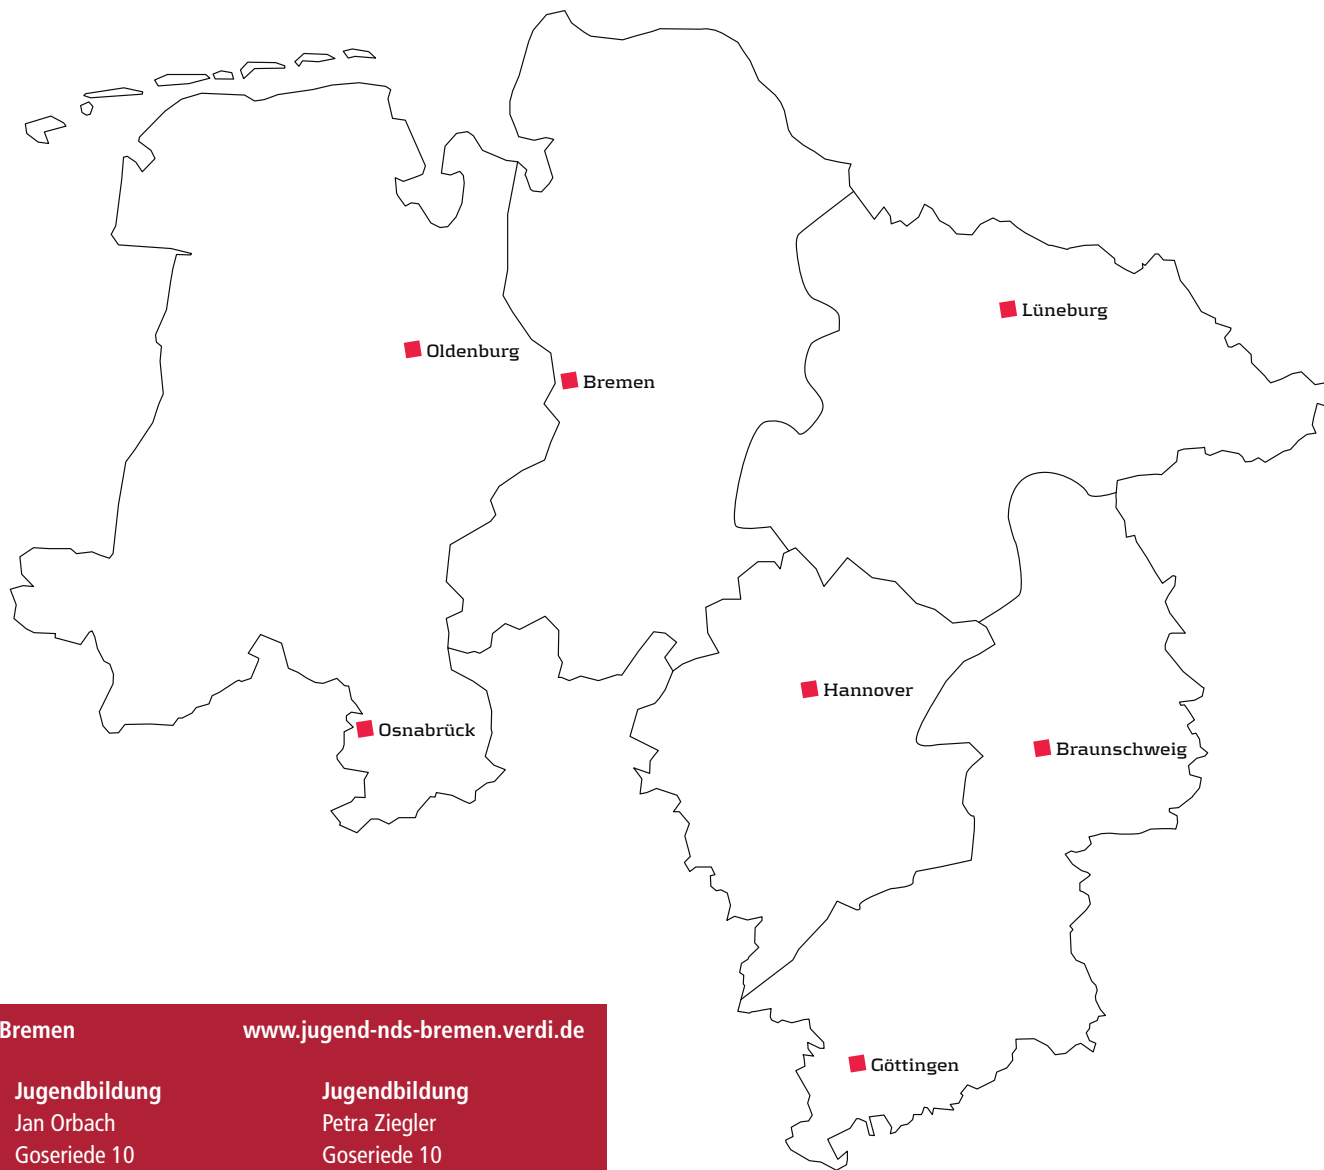 Lüneburg
Oldenburg
Bremen
Hannover
Osnabrück
Braunschweig
Göttingen
Bremen www.jugend-nds-bremen.verdi.de
Jugendbildung Jugendbildung
Jan Orbach Petra Ziegler
Goseriede 10 Goseriede 10